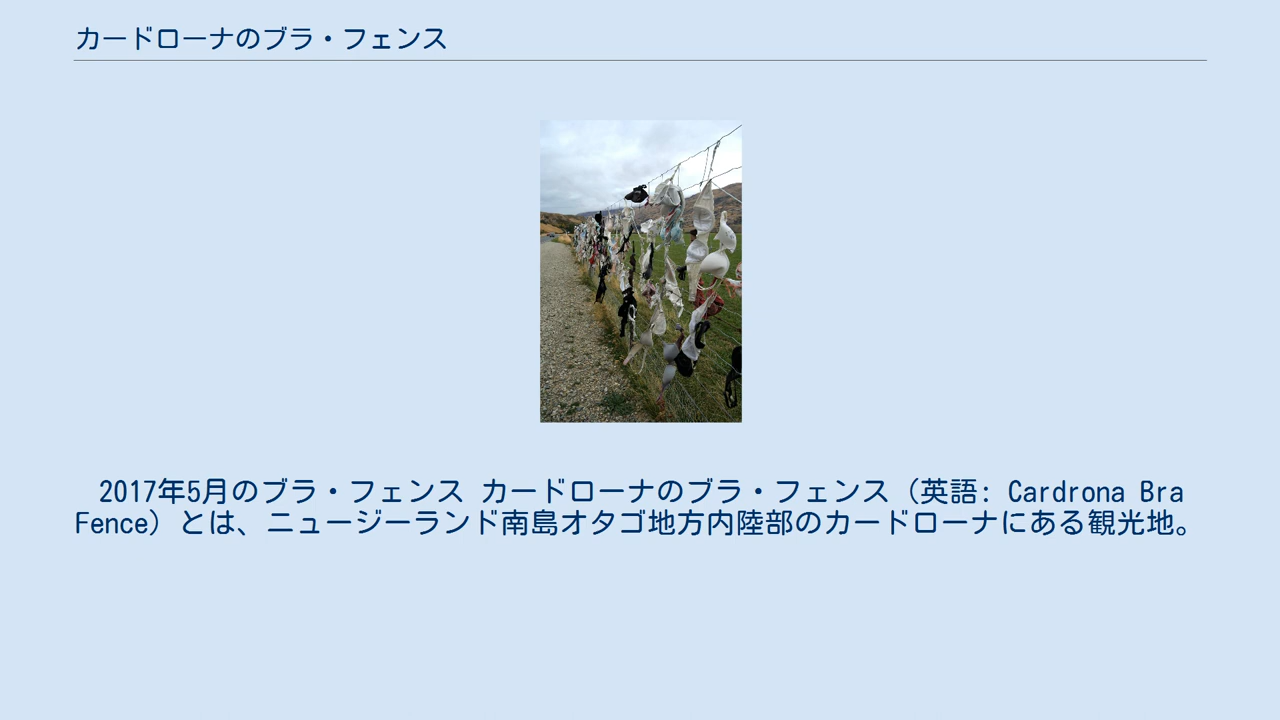 カードローナのブラ・フェンス
2017年5月のブラ・フェンス カードローナのブラ・フェンス（英語: Cardrona Bra
Fence）とは、ニュージーランド南島オタゴ地方内陸部のカードローナにある観光地。